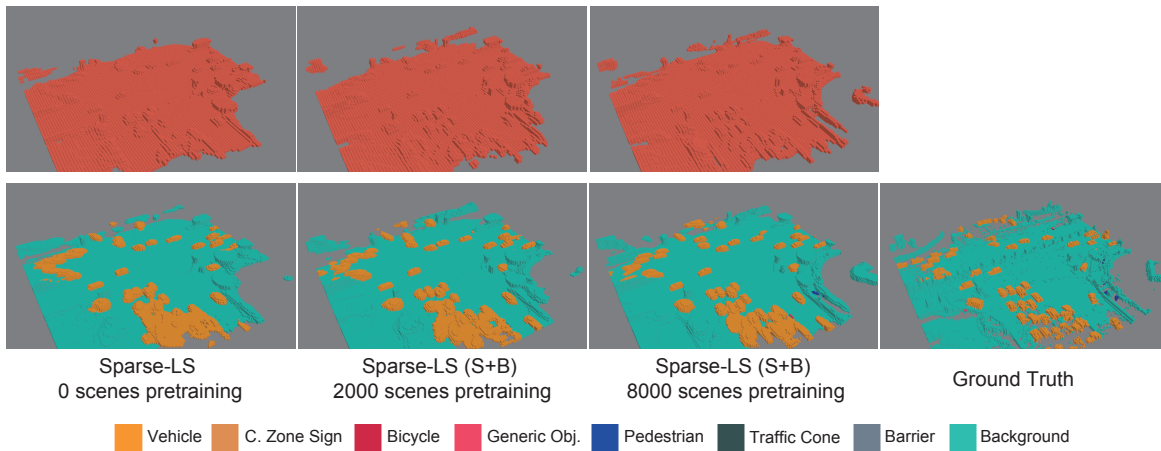 Sparse-LS
0 scenes pretraining
Sparse-LS (S+B)
2000 scenes pretraining
Sparse-LS (S+B)
8000 scenes pretraining
Ground Truth
Vehicle C. Zone Sign Bicycle Generic Obj. Pedestrian Traffic Cone Barrier Background